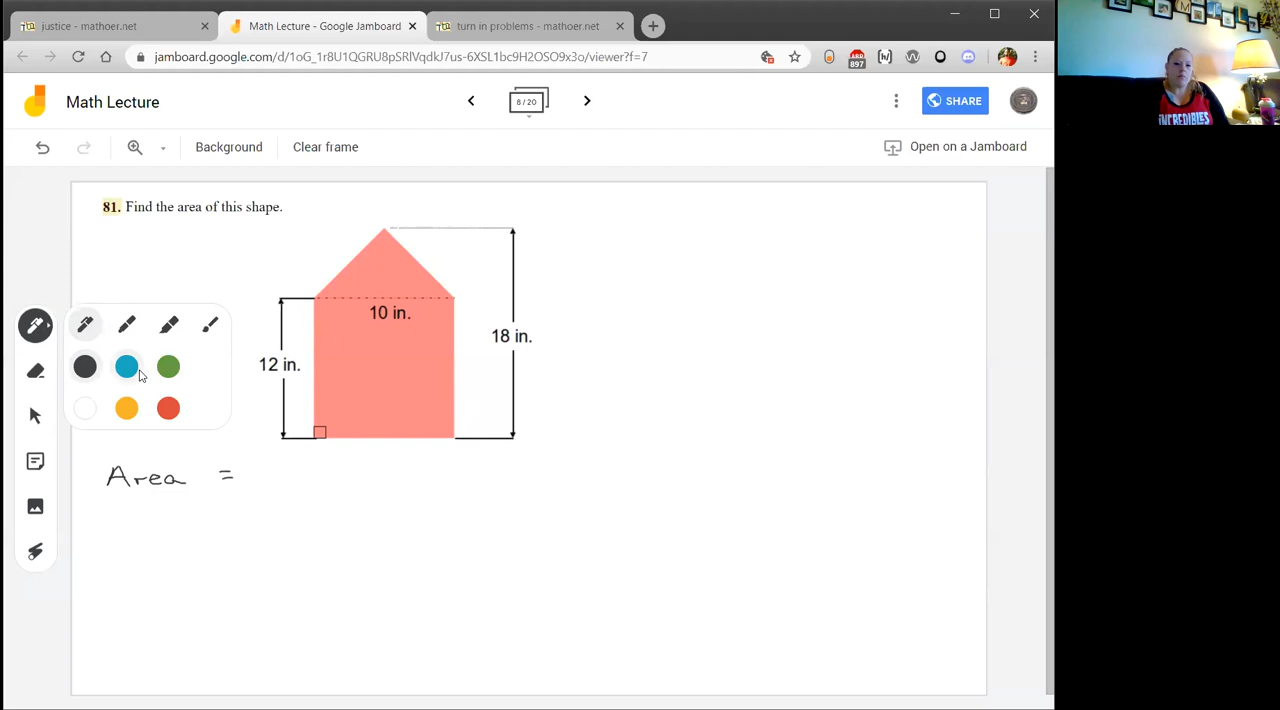 justice - mathoer.net
Math Lecture - Google Jamboard
turn in problems - mathoer.net
jamboard.google.com/d/1oG_1r8U1QGRU8pSRlVqdkJ7us-6XSL1bc9H2OSO9x3o/viewer?f=7
897
Math Lecture
8 / 20
SHARE
Background
Clear frame
Open on a Jamboard
81. Find the area of this shape.
10 in.
18 in.
12 in.
Area =
INCREDIBLES